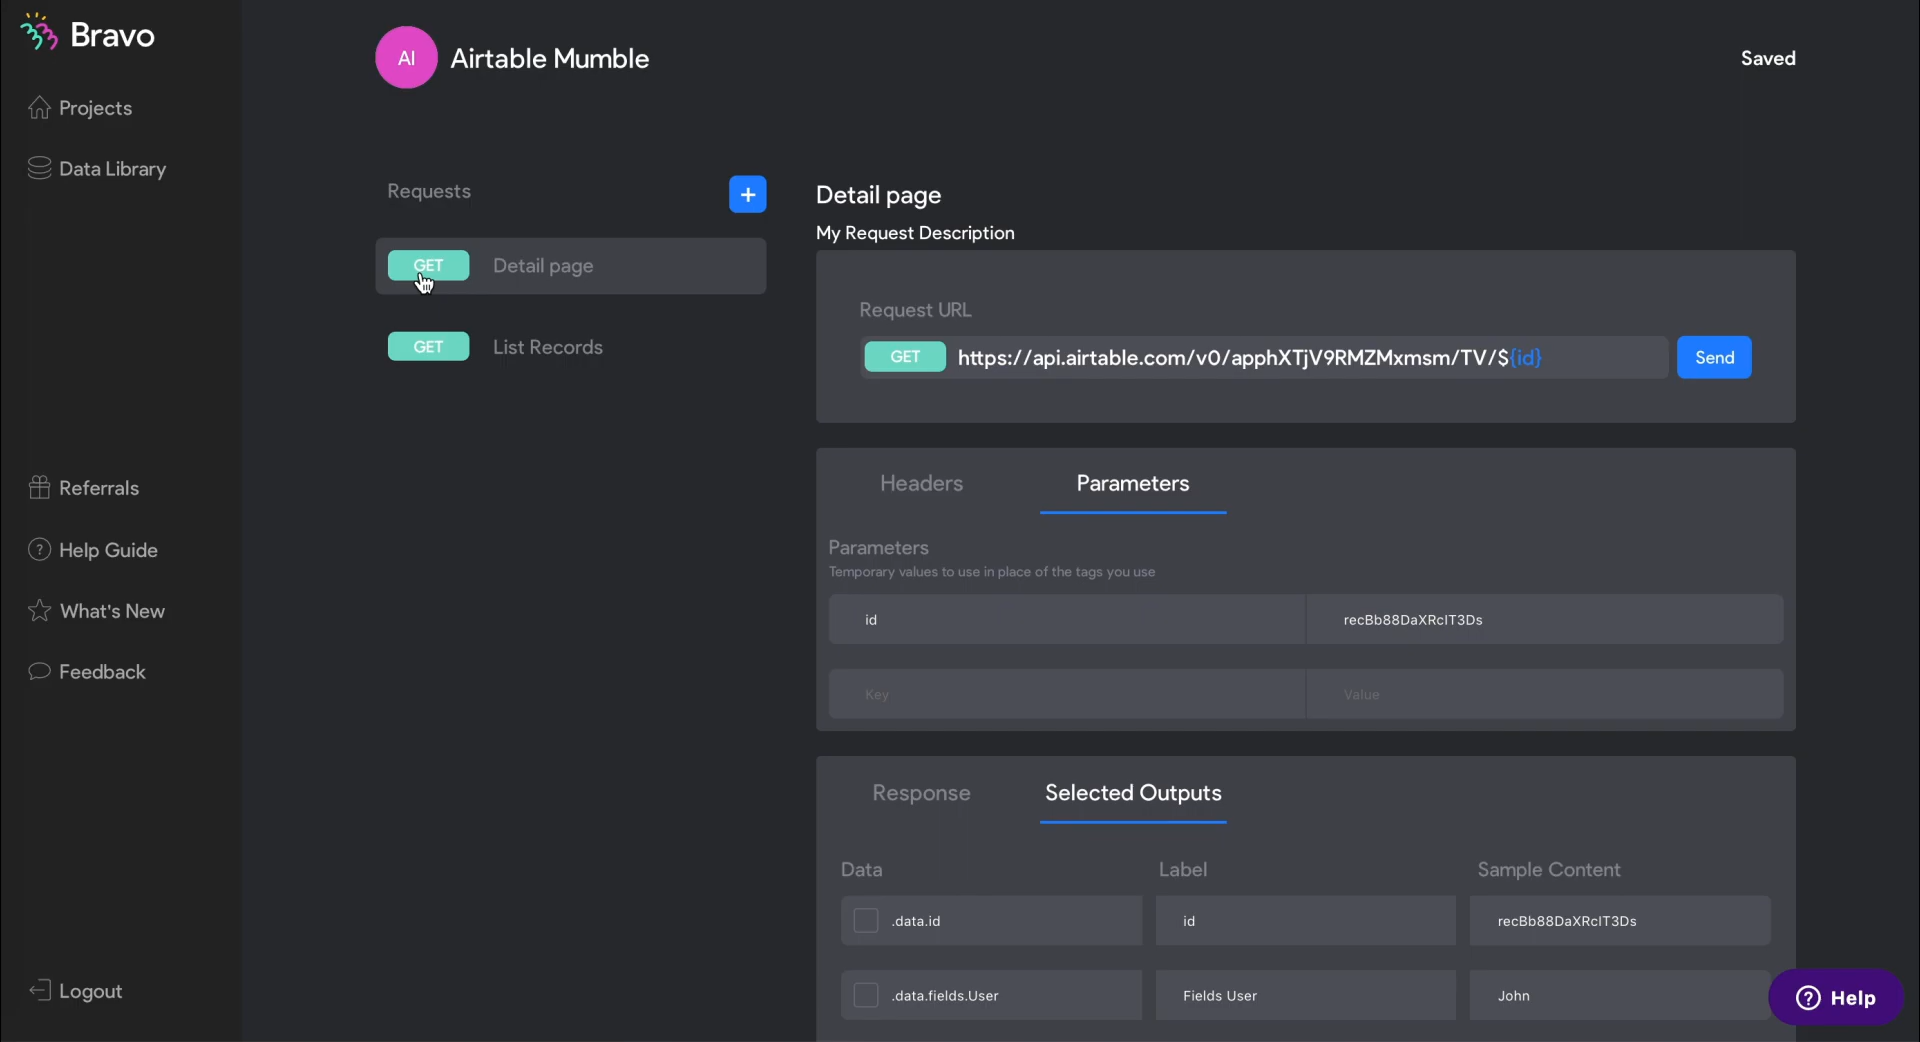 Bravo
Projects
Data Library
Referrals
Help Guide
What's New
Feedback
Logout
AI
Airtable Mumble
Saved
Requests
+
GET Detail page
GET List Records
Detail page
My Request Description
Request URL
GET https://api.airtable.com/v0/apphXTjV9RMZMxmsm/TV/${id} Send
Headers Parameters
Parameters
Temporary values to use in place of the tags you use
id recBb88DaXRclT3Ds
Key Value
Response Selected Outputs
Data Label Sample Content
.data.id id recBb88DaXRclT3Ds
.data.fields.User Fields User John
? Help